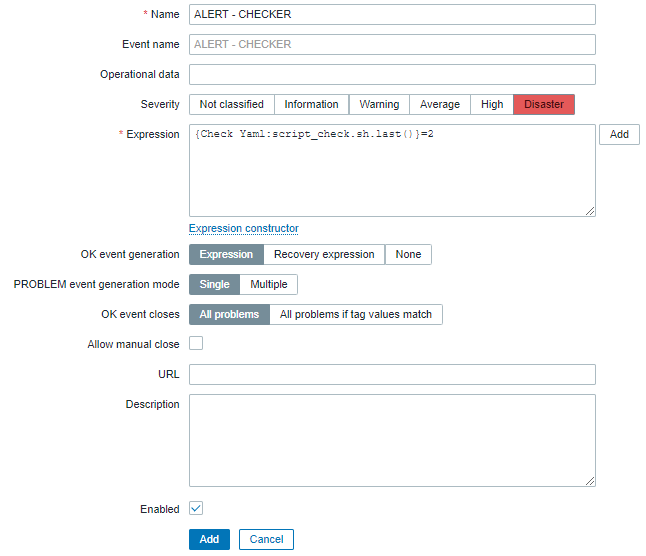 * Name ALERT - CHECKER
Event name ALERT - CHECKER
Operational data
Severity Not classified Information Warning Average High Disaster
* Expression {Check Yaml:script_check.sh.last()}=2 Add
Expression constructor
OK event generation Expression Recovery expression None
PROBLEM event generation mode Single Multiple
OK event closes All problems All problems if tag values match
Allow manual close
URL
Description
Enabled
Add Cancel